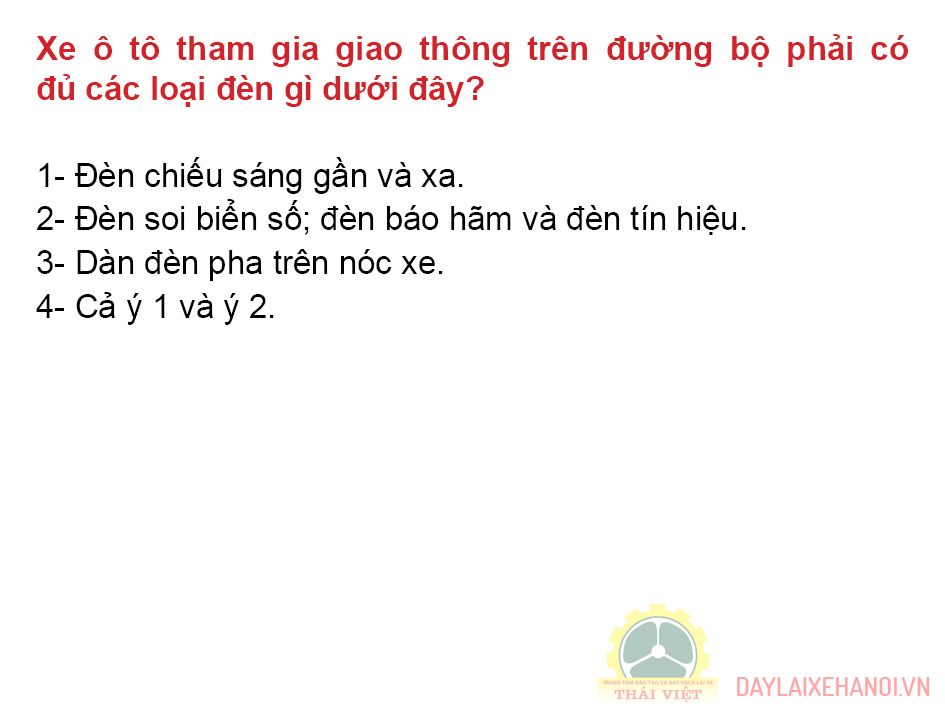 Xe ô tô tham gia giao thông trên đường bộ phải có
đủ các loại đèn gì dưới đây?
1- Đèn chiếu sáng gần và xa.
2- Đèn soi biển số; đèn báo hãm và đèn tín hiệu.
3- Dàn đèn pha trên nóc xe.
4- Cả ý 1 và ý 2.
TRUNG TÂM ĐÀO TẠO VÀ SÁT HẠCH LÁI XE
THÁI VIỆT
DAYLAIXEHANOI.VN